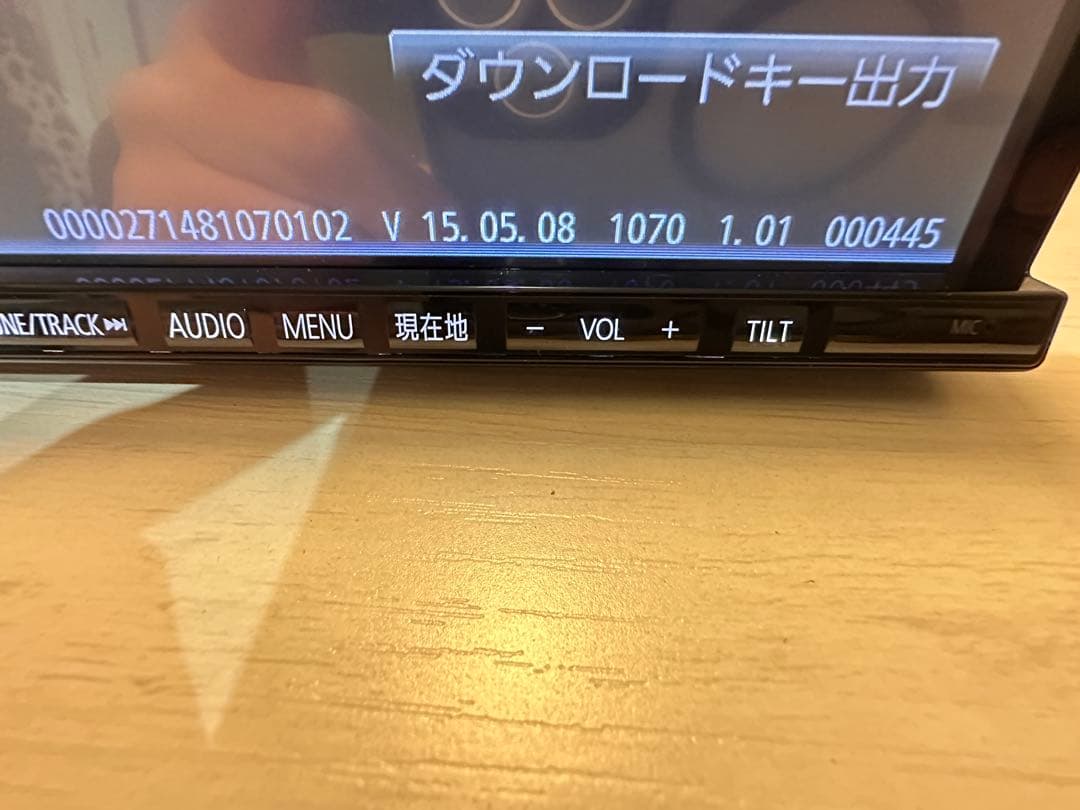 ダウンロードキー出力
0000271481070102 V 15.05.08 1070 1.01 000445
NE/TRACK AUDIO MENU 現在地 − VOL + TILT MIC